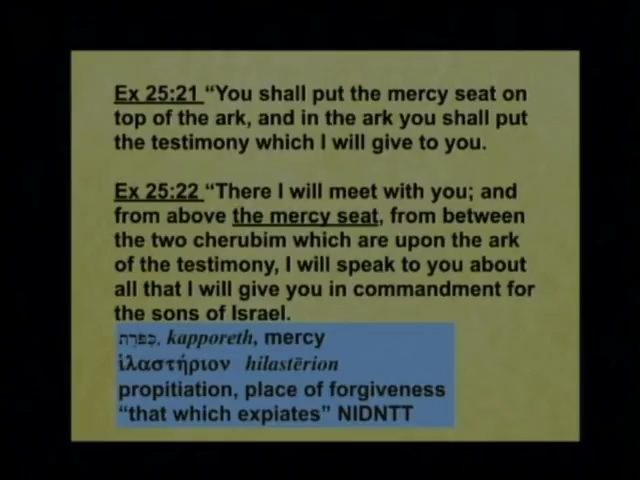 Ex 25:21 “You shall put the mercy seat on
top of the ark, and in the ark you shall put
the testimony which I will give to you.
Ex 25:22 “There I will meet with you; and
from above the mercy seat, from between
the two cherubim which are upon the ark
of the testimony, I will speak to you about
all that I will give you in commandment for
the sons of Israel.
כַּפֹּרֶת, kapporeth, mercy
ἱλαστήριον hilastērion
propitiation, place of forgiveness
“that which expiates” NIDNTT